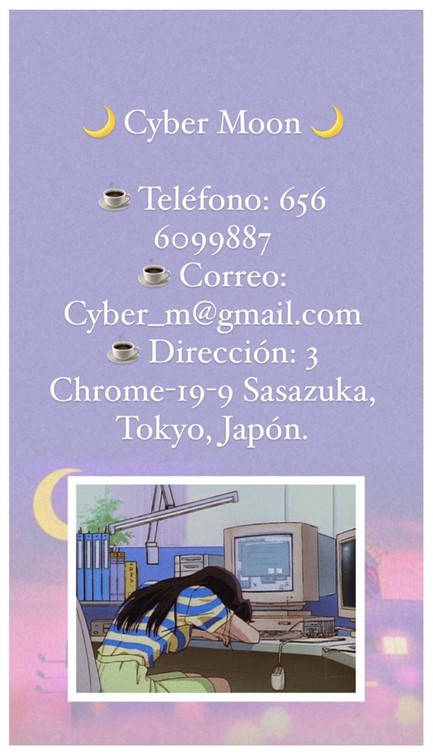 🌙 Cyber Moon 🌙
☕ Teléfono: 656
6099887
☕ Correo:
Cyber_m@gmail.com
☕ Dirección: 3
Chrome-19-9 Sasazuka,
Tokyo, Japón.